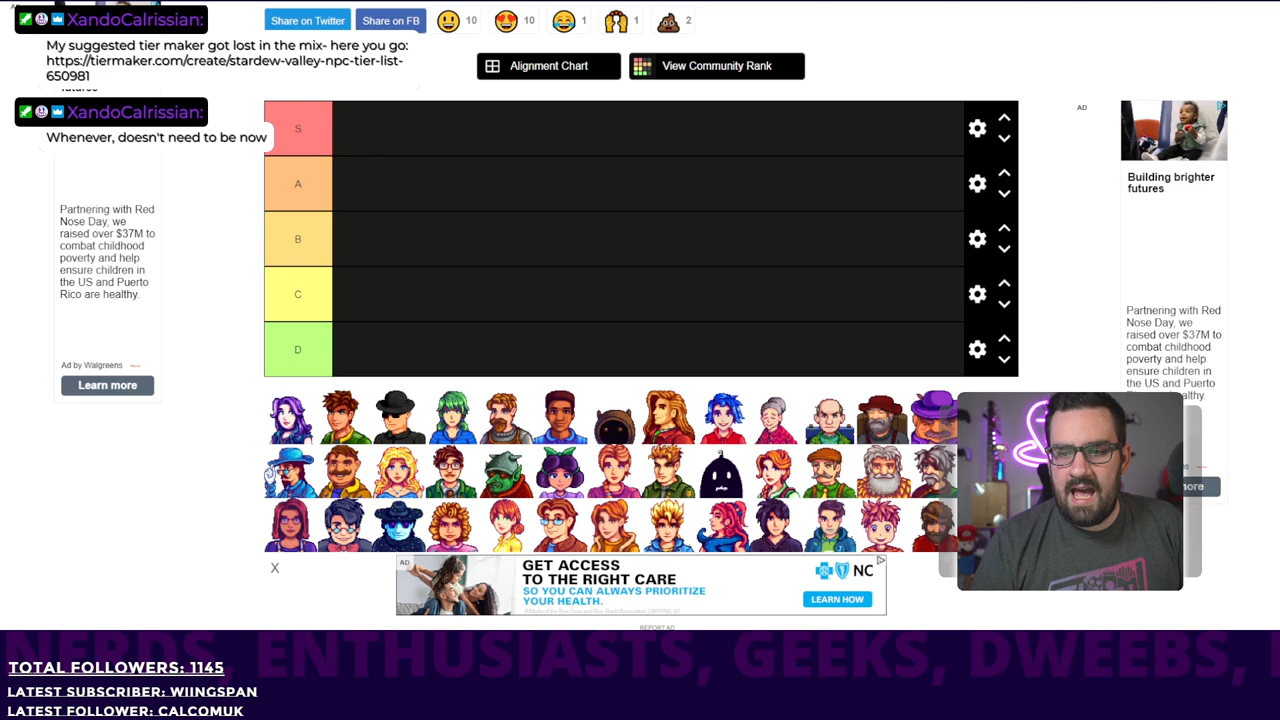 XandoCalrissian:
My suggested tier maker got lost in the mix- here you go:
https://tiermaker.com/create/stardew-valley-npc-tier-list-
650981
XandoCalrissian:
Whenever, doesn't need to be now
Partnering with Red
Nose Day, we
raised over $37M to
combat childhood
poverty and help
ensure children in
the US and Puerto
Rico are healthy.
Ad by Walgreens
Learn more
Share on Twitter
Share on FB
10
10
1
1
2
Alignment Chart
View Community Rank
S
A
B
C
D
AD
Building brighter
futures
Partnering with Red
Nose Day, we
raised over $37M to
combat childhood
poverty and help
ensure children in
the US and Puerto
X
AD
GET ACCESS
TO THE RIGHT CARE
SO YOU CAN ALWAYS PRIORITIZE
YOUR HEALTH.
NC
LEARN HOW
REPORT AD
NERDS, ENTHUSIASTS, GEEKS, DWEEBS,
TOTAL FOLLOWERS: 1145
LATEST SUBSCRIBER: WIINGSPAN
LATEST FOLLOWER: CALCOMUK